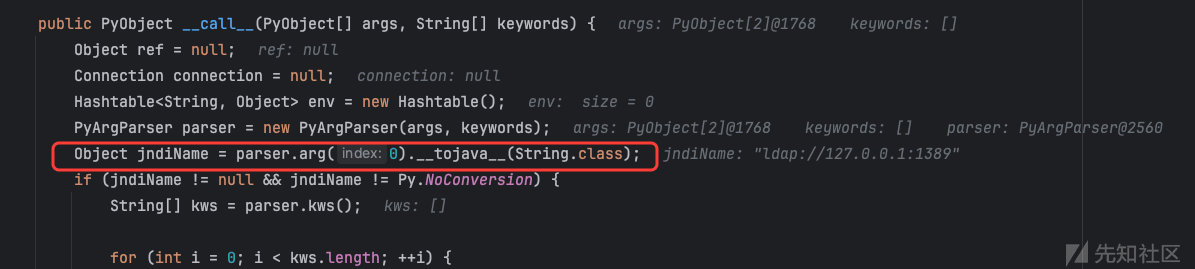 public PyObject __call__(PyObject[] args, String[] keywords) { args: PyObject[2]@1768 keywords: []
Object ref = null; ref: null
Connection connection = null; connection: null
Hashtable<String, Object> env = new Hashtable(); env: size = 0
PyArgParser parser = new PyArgParser(args, keywords); args: PyObject[2]@1768 keywords: [] parser: PyArgParser@2560
Object jndiName = parser.arg( index: 0).__tojava__(String.class); jndiName: "ldap://127.0.0.1:1389"
if (jndiName != null && jndiName != Py.NoConversion) {
String[] kws = parser.kws(); kws: []
for (int i = 0; i < kws.length; ++i) {
先知社区